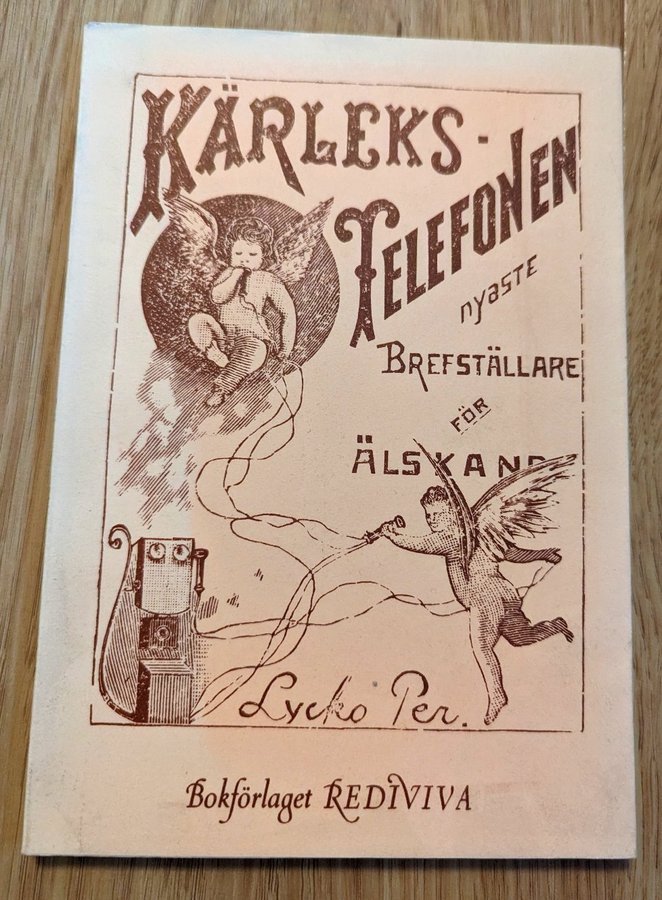 KÄRLEKS-
TELEFONEN
nyaste
BREFSTÄLLARE
FÖR
Lycko Per.
Bokförlaget REDIVIVA